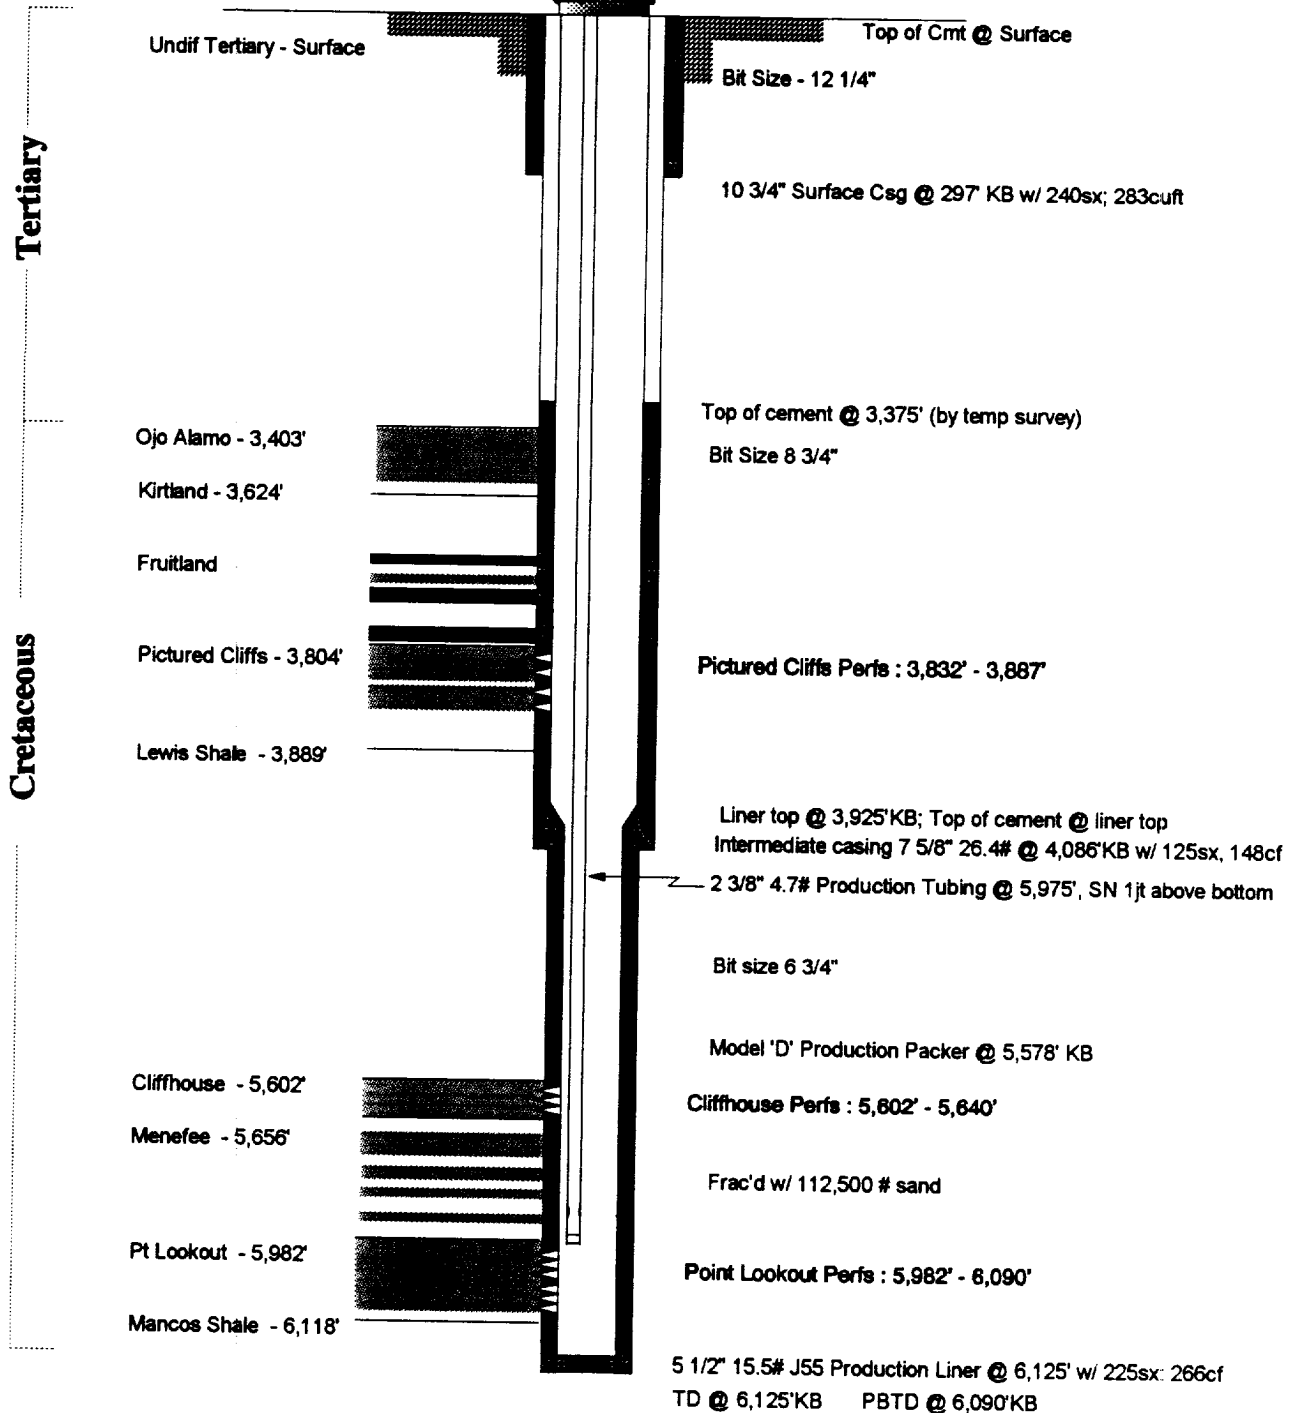 Undif Tertiary - Surface
Top of Cmt @ Surface
Bit Size - 12 1/4"
Tertiary
10 3/4" Surface Csg @ 297' KB w/ 240sx; 283cuft
Top of cement @ 3,375' (by temp survey)
Ojo Alamo - 3,403'
Bit Size 8 3/4"
Kirtland - 3,624'
Fruitland
Cretaceous
Pictured Cliffs - 3,804'
Pictured Cliffs Perfs : 3,832' - 3,887'
Lewis Shale - 3,889'
Liner top @ 3,925'KB; Top of cement @ liner top
Intermediate casing 7 5/8" 26.4# @ 4,086'KB w/ 125sx, 148cf
2 3/8" 4.7# Production Tubing @ 5,975', SN 1jt above bottom
Bit size 6 3/4"
Model 'D' Production Packer @ 5,578' KB
Cliffhouse - 5,602'
Cliffhouse Perfs : 5,602' - 5,640'
Menefee - 5,656'
Frac'd w/ 112,500 # sand
Pt Lookout - 5,982'
Point Lookout Perfs : 5,982' - 6,090'
Mancos Shale - 6,118'
5 1/2" 15.5# J55 Production Liner @ 6,125' w/ 225sx: 266cf
TD @ 6,125'KB PBTD @ 6,090'KB